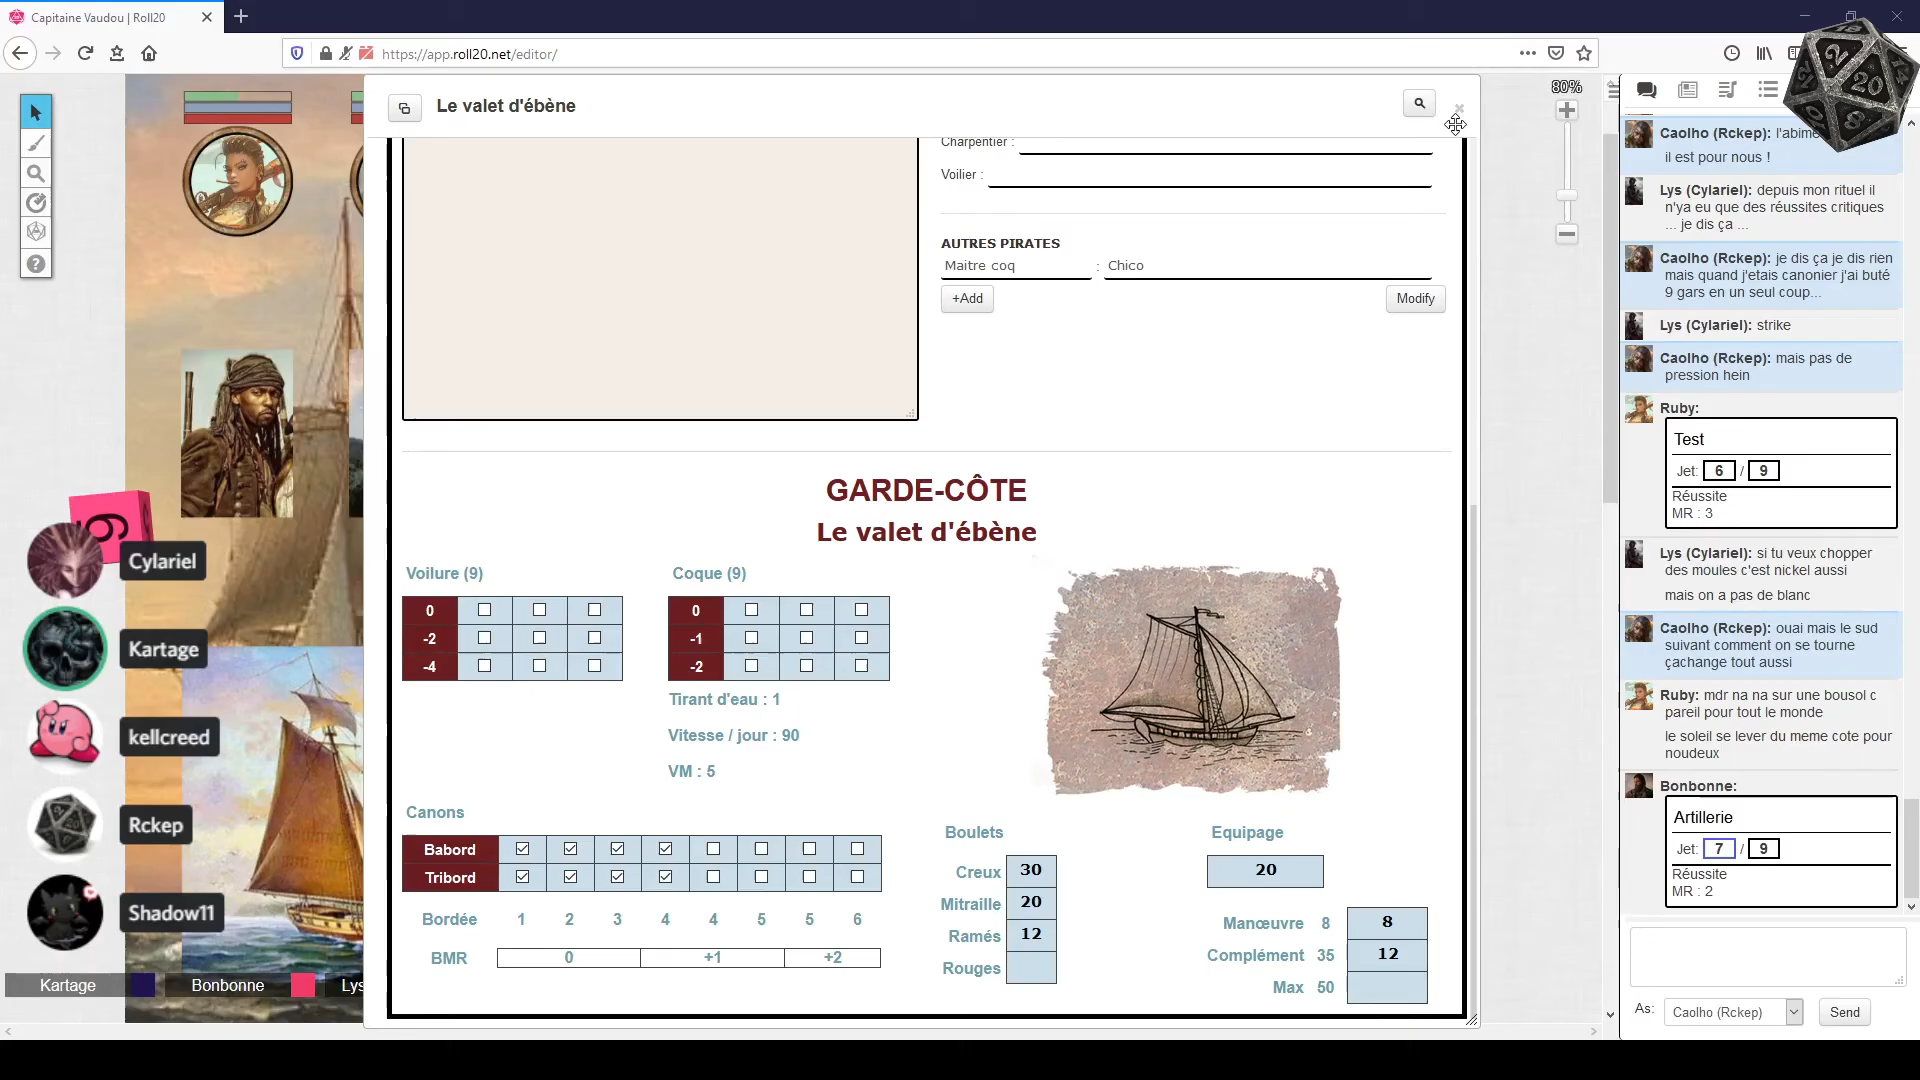 Capitaine Vaudou | Roll20
https://app.roll20.net/editor/
Le valet d'ébène
Charpentier :
Voilier :
AUTRES PIRATES
Maitre coq : Chico
+Add
Modify
GARDE-CÔTE
Le valet d'ébène
Voilure (9)
0
-2
-4
Coque (9)
0
-1
-2
Tirant d'eau : 1
Vitesse / jour : 90
VM : 5
Canons
Babord
Tribord
Bordée 1 2 3 4 4 5 5 6
BMR 0 +1 +2
Boulets
Creux 30
Mitraille 20
Ramés 12
Rouges
Equipage
20
Manœuvre 8 8
Complément 35 12
Max 50
Cylariel
Kartage
kellcreed
Rckep
Shadow11
Kartage
Bonbonne
Lys
80%
Caolho (Rckep): l'abime
il est pour nous !
Lys (Cylariel): depuis mon rituel il
n'ya eu que des réussites critiques
... je dis ça ...
Caolho (Rckep): je dis ça je dis rien
mais quand j'etais canonier j'ai buté
9 gars en un seul coup...
Lys (Cylariel): strike
Caolho (Rckep): mais pas de
pression hein
Ruby:
Test
Jet: 6 / 9
Réussite
MR : 3
Lys (Cylariel): si tu veux chopper
des moules c'est nickel aussi
mais on a pas de blanc
Caolho (Rckep): ouai mais le sud
suivant comment on se tourne
çachange tout aussi
Ruby: mdr na na sur une bousol c
pareil pour tout le monde
le soleil se lever du meme cote pour
noudeux
Bonbonne:
Artillerie
Jet: 7 / 9
Réussite
MR : 2
As: Caolho (Rckep)
Send